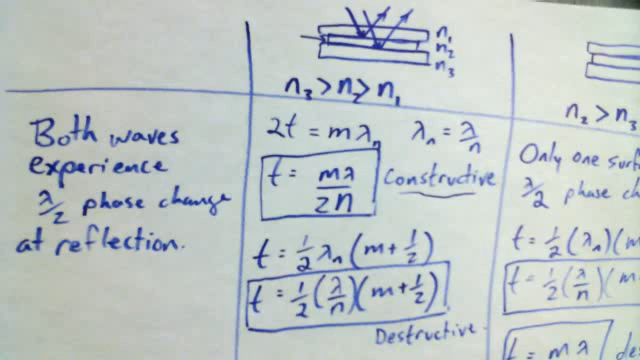 n₁
n₂
n₃
n₃ > n₂ > n₁
Both waves
experience
λ/2 phase change
at reflection.
2t = mλₙ λₙ = λ/n
t = mλ/2n Constructive
t = ½ λₙ (m + ½)
t = ½ (λ/n) (m + ½)
Destructive
n₂ > n₃
Only one surf
λ/2 phase ch
t = ½ (λₙ) (m
t = ½ (λ/n) (m
t = mλ de